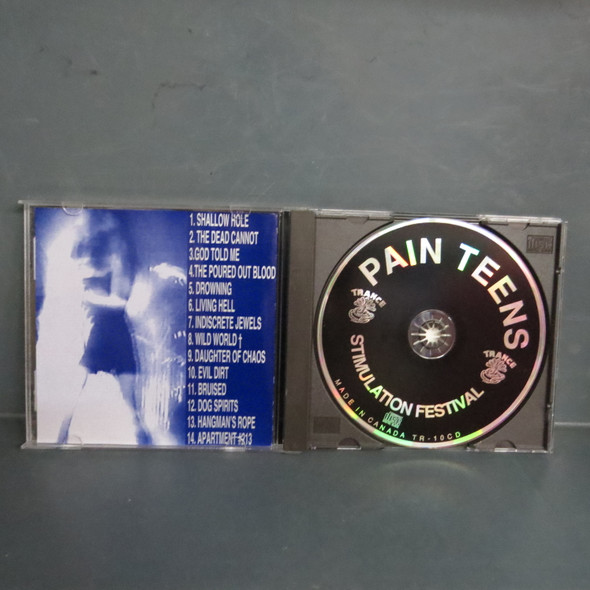 1. SHALLOW HOLE
2. THE DEAD CANNOT
3.GOD TOLD ME
4.THE POURED OUT BLOOD
5. DROWNING
6. LIVING HELL
7. INDISCRETE JEWELS
8. WILD WORLD †
9. DAUGHTER OF CHAOS
10. EVIL DIRT
11. BRUISED
12. DOG SPIRITS
13. HANGMAN'S ROPE
14. APARTMENT #213
PAIN TEENS
TRANCE
TRANCE
STIMULATION FESTIVAL
MADE IN CANADA TR-10CD